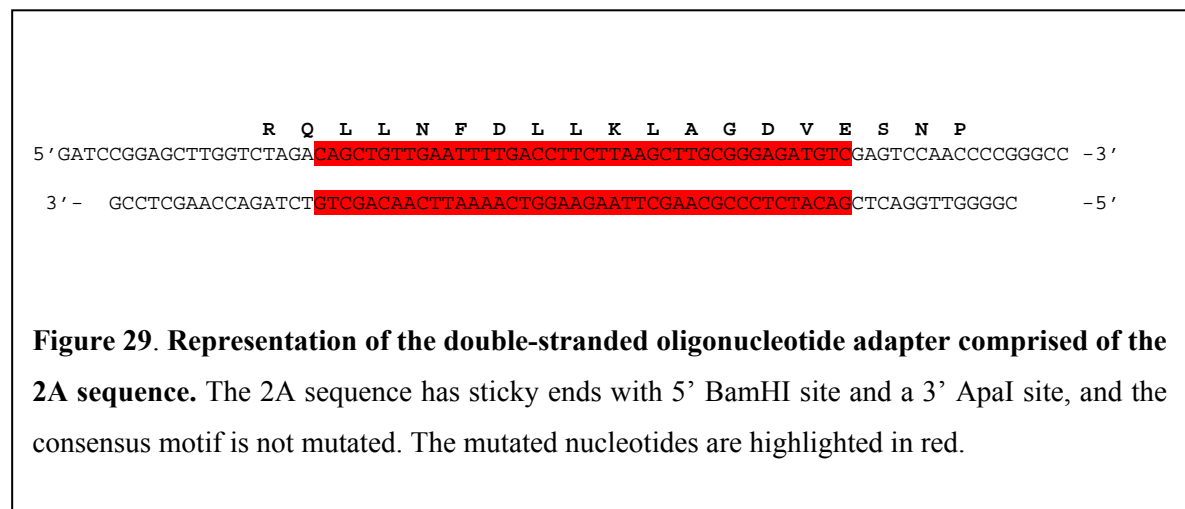 R Q L L N F D L L K L A G D V E S N P
5’GATCCGGAGCTTGGTCTAGACAGCTGTTGAATTTTGACCTTCTTAAGCTTGCGGGAGATGTCGAGTCCAACCCCGGGCC -3’
3’- GCCTCGAACCAGATCTGTCGACAACTTAAAACTGGAAGAATTCGAACGCCCTCTACAGCTCAGGTTGGGGC -5’
Figure 29. Representation of the double-stranded oligonucleotide adapter comprised of the
2A sequence. The 2A sequence has sticky ends with 5’ BamHI site and a 3’ ApaI site, and the
consensus motif is not mutated. The mutated nucleotides are highlighted in red.